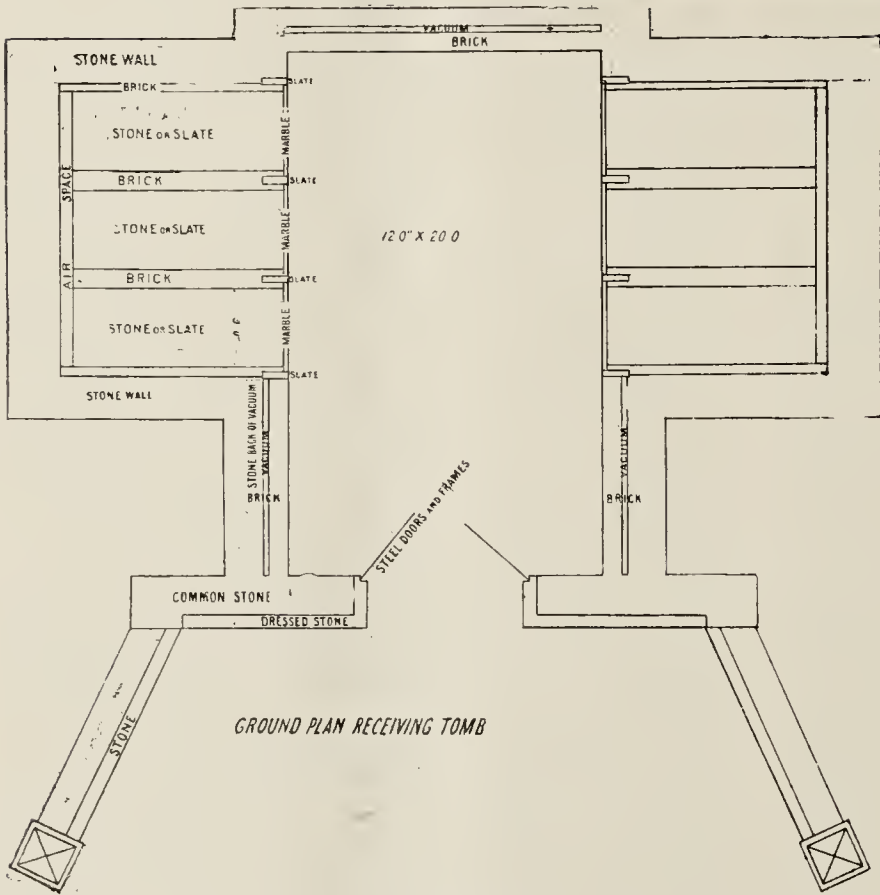 VACUUM
BRICK
STONE WALL
BRICK
SLATE
STONE OR SLATE
MARBLE
BRICK
SLATE
SPACE
STONE OR SLATE
MARBLE
12 0" X 20 0
AIR
BRICK
SLATE
STONE OR SLATE
MARBLE
SLATE
STONE WALL
STONE BACK OF VACUUM
VACUUM
BRICK
VACUUM
BRICK
STEEL DOORS AND FRAMES
COMMON STONE
DRESSED STONE
STONE
GROUND PLAN RECEIVING TOMB